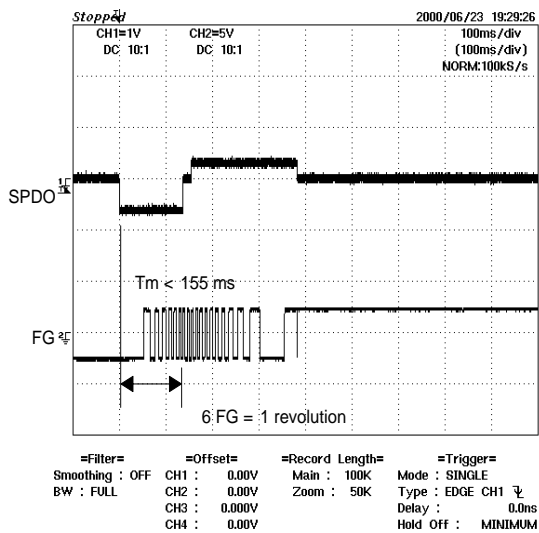 Stopped 2000/06/23 19:29:26
CH1=1V CH2=5V 100ms/div
DC 10:1 DC 10:1 (100ms/div)
NORM:100kS/s
SPDO
Tm < 155 ms
FG
6 FG = 1 revolution
=Filter= =Offset= =Record Length= =Trigger=
Smoothing : OFF CH1 : 0.00V Main : 100K Mode : SINGLE
BW : FULL CH2 : 0.00V Zoom : 50K Type : EDGE CH1
CH3 : 0.000V Delay : 0.0ns
CH4 : 0.00V Hold Off : MINIMUM